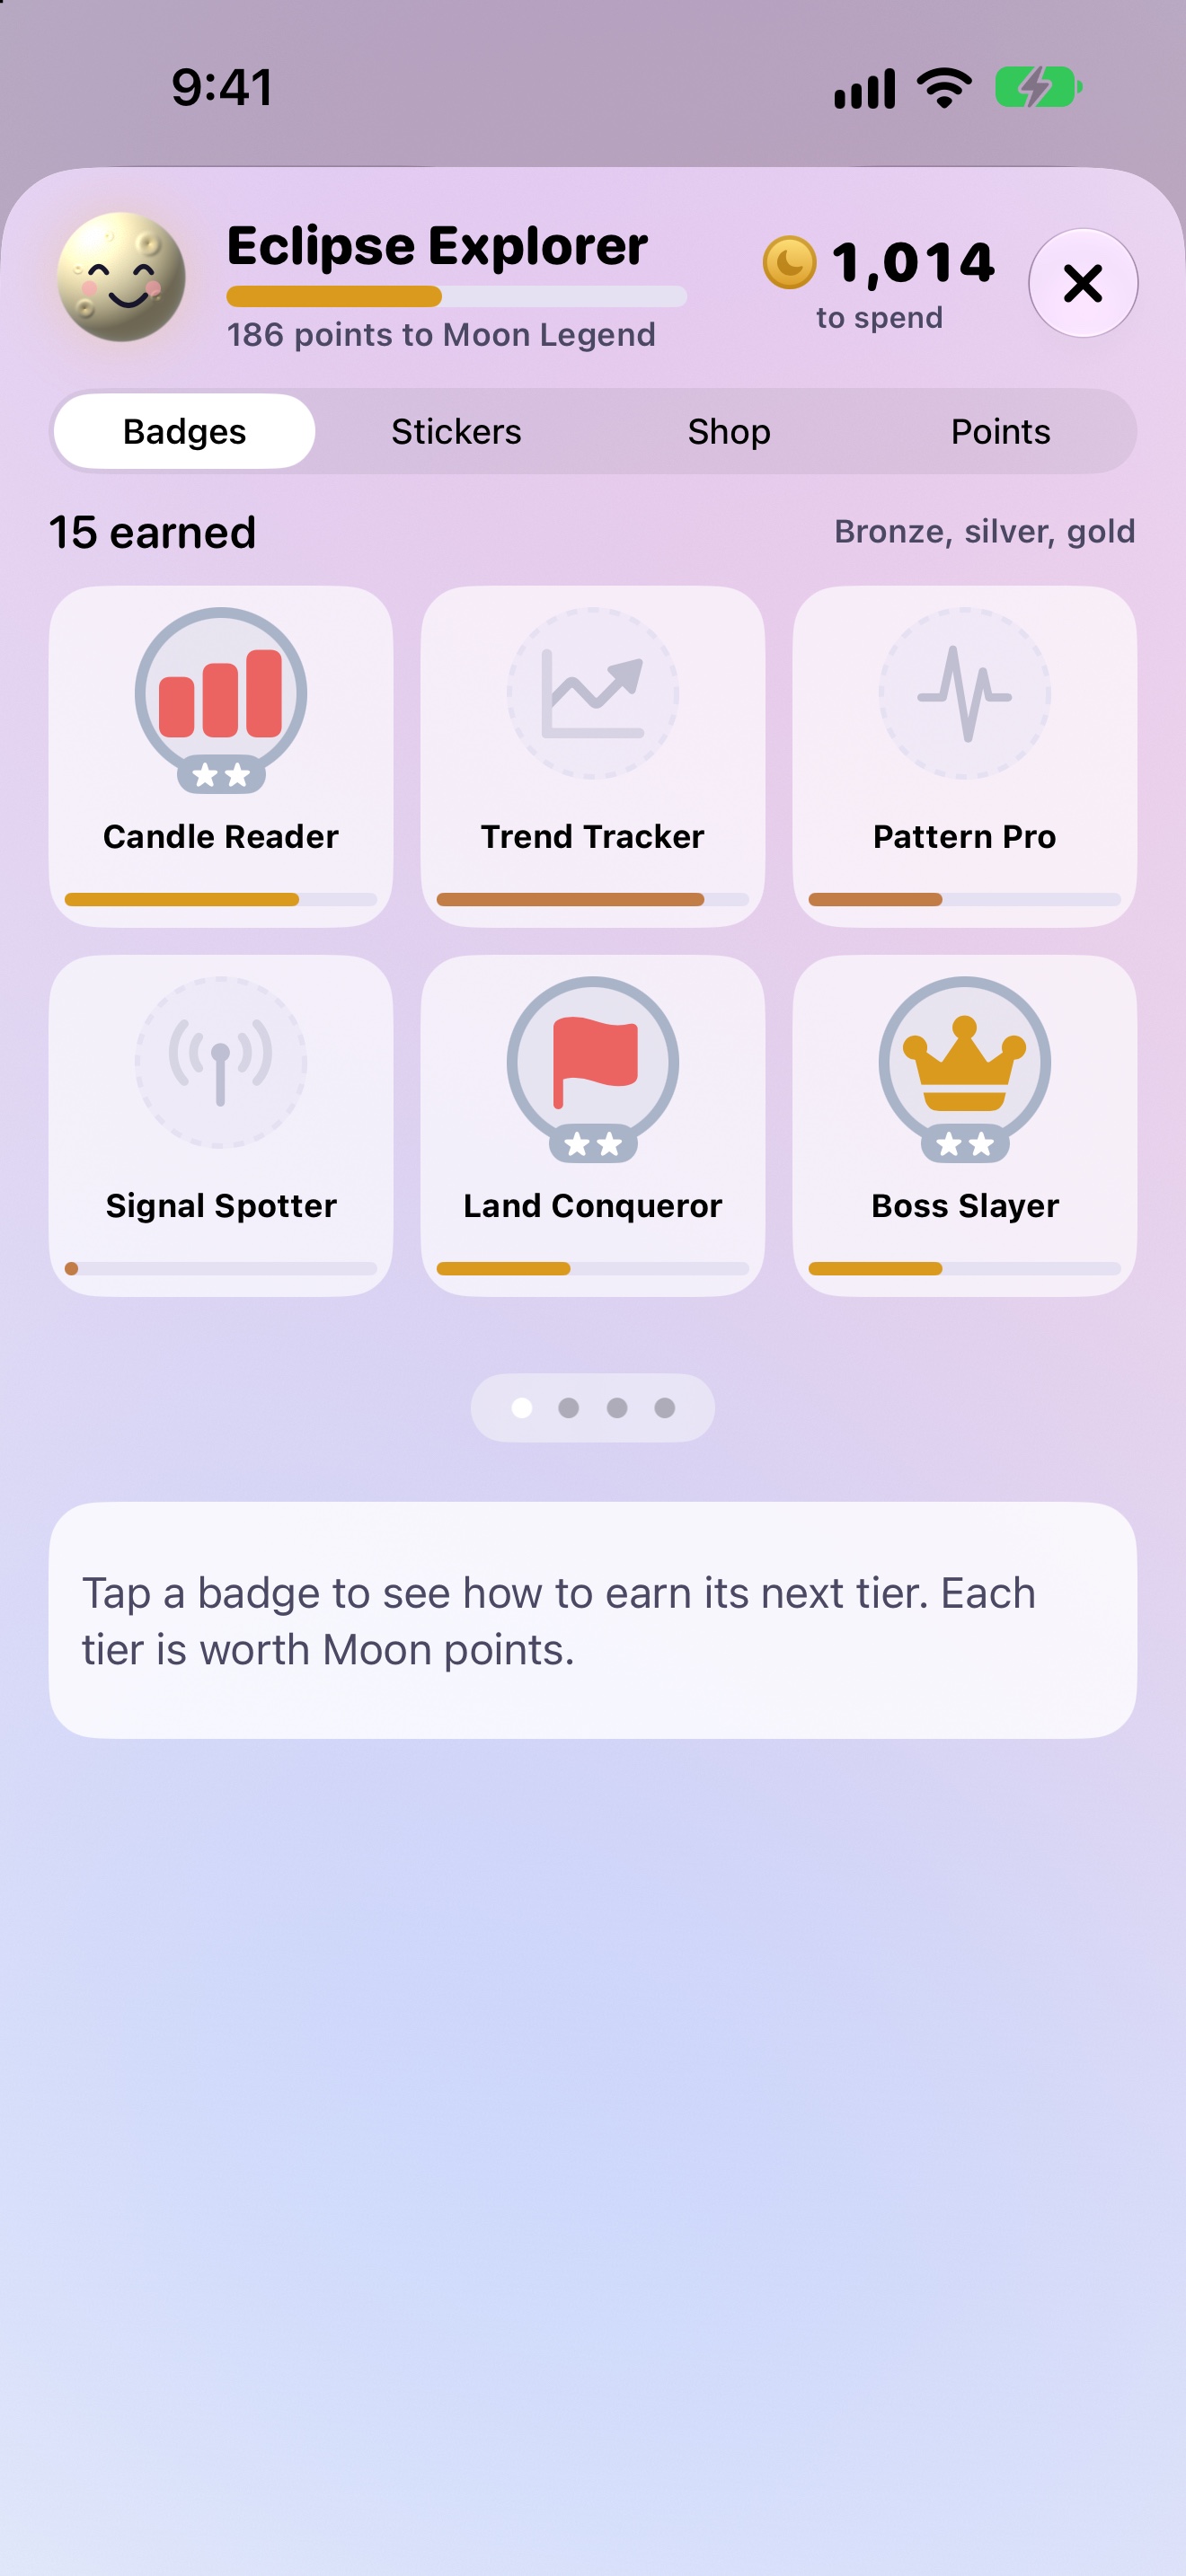 9:41
Eclipse Explorer
186 points to Moon Legend
1,014
to spend
Badges
Stickers
Shop
Points
15 earned
Bronze, silver, gold
Candle Reader
Trend Tracker
Pattern Pro
Signal Spotter
Land Conqueror
Boss Slayer
Tap a badge to see how to earn its next tier. Each
tier is worth Moon points.